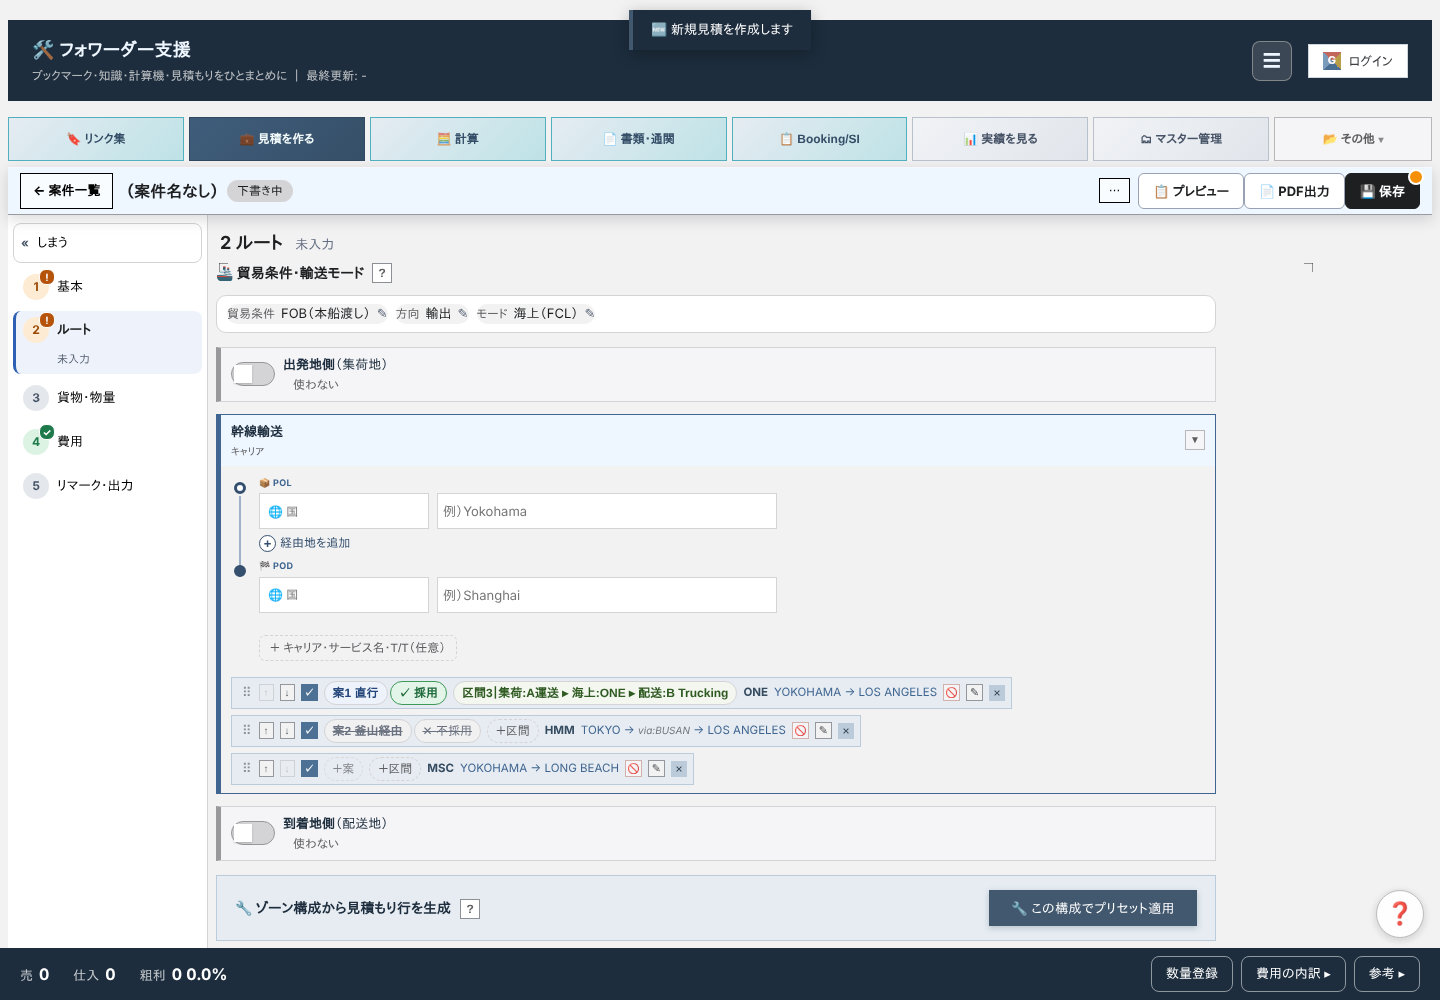 🆕 新規見積を作成します
🛠️ フォワーダー支援
ブックマーク・知識・計算機・見積もりをひとまとめに | 最終更新: -
☰
G ログイン
🔖 リンク集
💼 見積を作る
🧮 計算
📄 書類・通関
📋 Booking/SI
📊 実績を見る
🗂 マスター管理
📂 その他 ▾
← 案件一覧
（案件名なし）
下書き中
…
📋 プレビュー
📄 PDF出力
💾 保存
« しまう
1 ! 基本
2 ! ルート
未入力
3 貨物・物量
4 ✓ 費用
5 リマーク・出力
2 ルート 未入力
🚢 貿易条件・輸送モード ?
貿易条件 FOB（本船渡し） ✎ 方向 輸出 ✎ モード 海上（FCL） ✎
出発地側（集荷地）
使わない
幹線輸送
キャリア
▼
📦 POL
🌐 国
例）Yokohama
+ 経由地を追加
🏁 POD
🌐 国
例）Shanghai
＋ キャリア・サービス名・T/T（任意）
⠿ ↑ ↓ ✓ 案1 直行 ✓ 採用 区間3|集荷:A運送 ▸ 海上:ONE ▸ 配送:B Trucking ONE YOKOHAMA → LOS ANGELES 🚫 ✎ ×
⠿ ↑ ↓ ✓ 案2 釜山経由 ✕ 不採用 ＋区間 HMM TOKYO → via:BUSAN → LOS ANGELES 🚫 ✎ ×
⠿ ↑ ↓ ✓ ＋案 ＋区間 MSC YOKOHAMA → LONG BEACH 🚫 ✎ ×
到着地側（配送地）
使わない
🔧 ゾーン構成から見積もり行を生成 ?
🔧 この構成でプリセット適用
❓
売 0 仕入 0 粗利 0 0.0%
数量登録
費用の内訳 ▸
参考 ▸